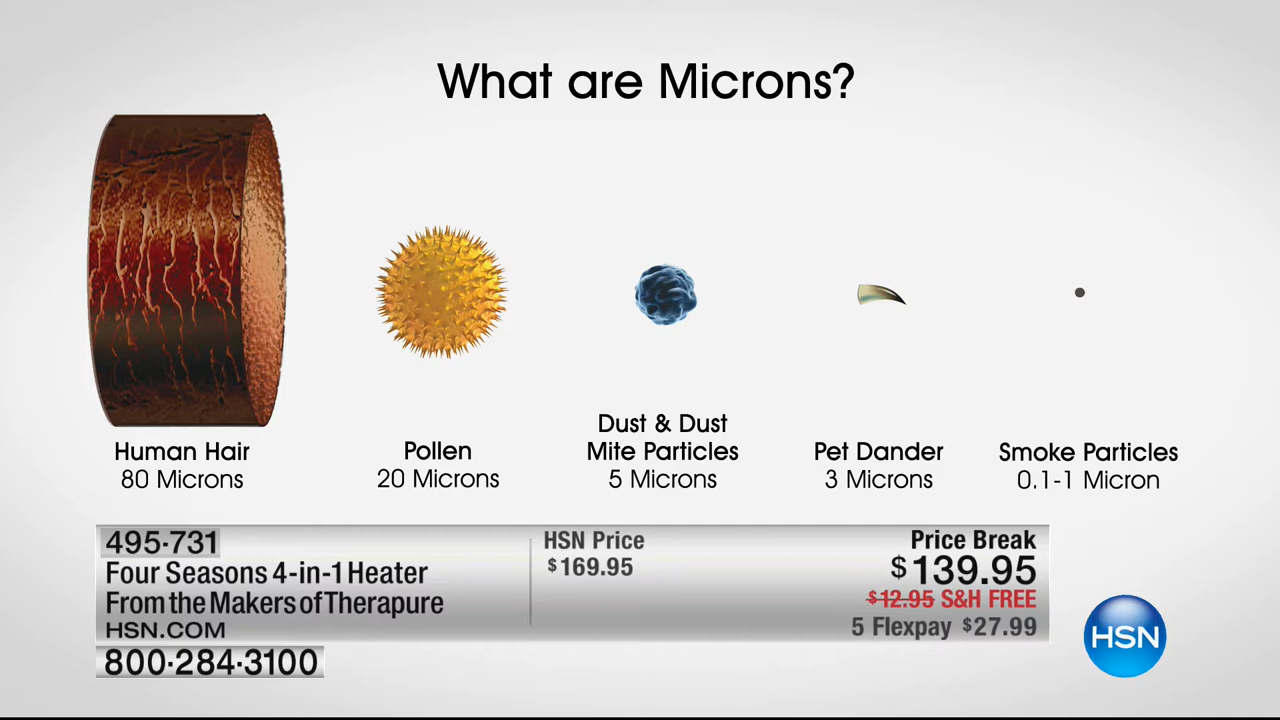 What are Microns?
Human Hair
80 Microns
Pollen
20 Microns
Dust & Dust
Mite Particles
5 Microns
Pet Dander
3 Microns
Smoke Particles
0.1-1 Micron
495-731
Four Seasons 4-in-1 Heater
From the Makers of Therapure
HSN.COM
800-284-3100
HSN Price
$169.95
Price Break
$139.95
$12.95 S&H FREE
5 Flexpay $27.99
HSN